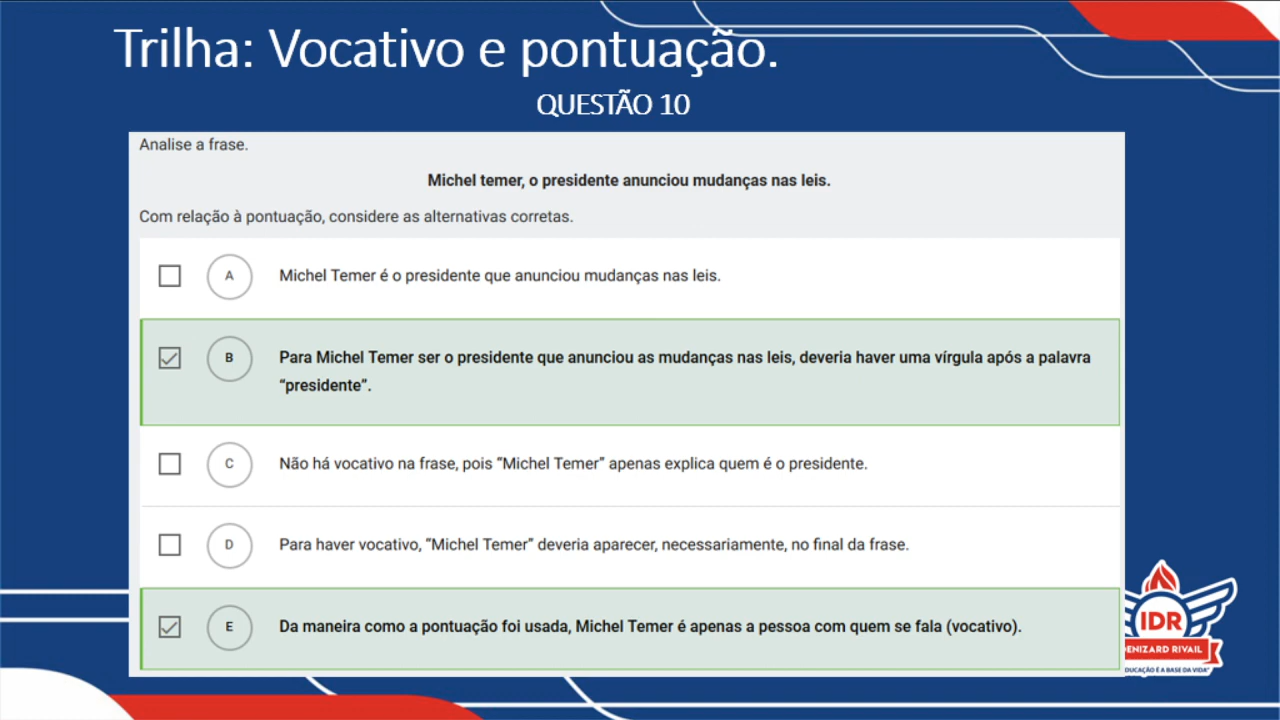 Trilha: Vocativo e pontuação.
QUESTÃO 10
Analise a frase.
Michel temer, o presidente anunciou mudanças nas leis.
Com relação à pontuação, considere as alternativas corretas.
A Michel Temer é o presidente que anunciou mudanças nas leis.
B Para Michel Temer ser o presidente que anunciou as mudanças nas leis, deveria haver uma vírgula após a palavra
“presidente”.
C Não há vocativo na frase, pois “Michel Temer” apenas explica quem é o presidente.
D Para haver vocativo, “Michel Temer” deveria aparecer, necessariamente, no final da frase.
E Da maneira como a pontuação foi usada, Michel Temer é apenas a pessoa com quem se fala (vocativo).
IDR
DENIZARD RIVAIL
EDUCAÇÃO É A BASE DA VIDA"